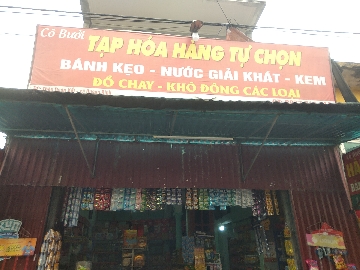 Cô Bưởi
TẠP HÓA HÀNG TỰ CHỌN
BÁNH KẸO - NƯỚC GIẢI KHÁT - KEM
ĐỒ CHAY - KHÔ ĐÔNG CÁC LOẠI